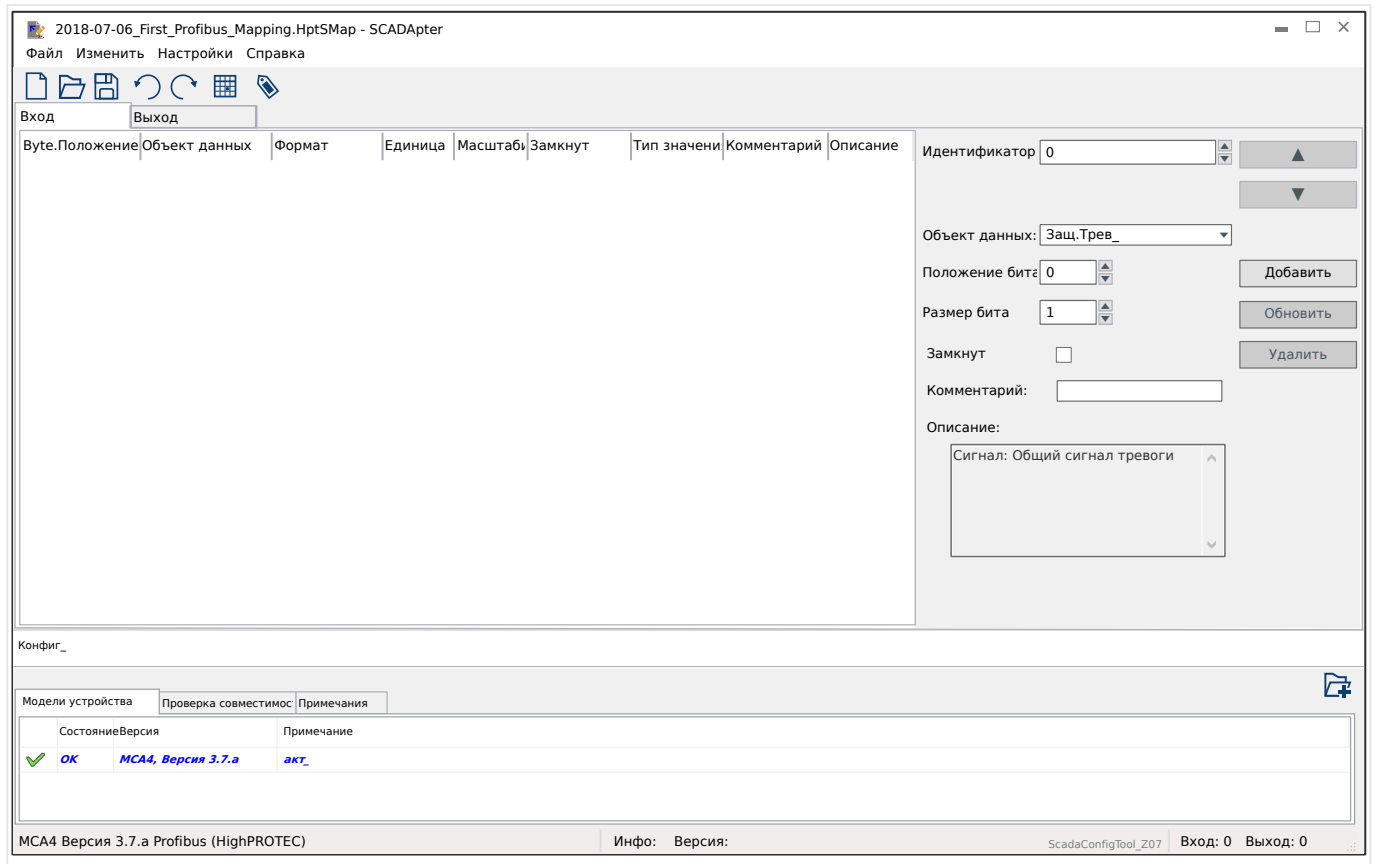 2018-07-06_First_Profibus_Mapping.HptSMap - SCADApter
Файл Изменить Настройки Справка
Вход Выход
Byte.Положение Объект данных Формат Единица Масштаби Замкнут Тип значени Комментарий Описание
Идентификатор 0
▲
▼
Объект данных: Защ.Трев_
Положение бита 0 Добавить
Размер бита 1 Обновить
Замкнут Удалить
Комментарий:
Описание:
Сигнал: Общий сигнал тревоги
Конфиг_
Модели устройства Проверка совместимос Примечания
Состояние Версия Примечание
OK MCA4, Версия 3.7.a акт_
MCA4 Версия 3.7.a Profibus (HighPROTEC) Инфо: Версия: ScadaConfigTool_Z07 Вход: 0 Выход: 0